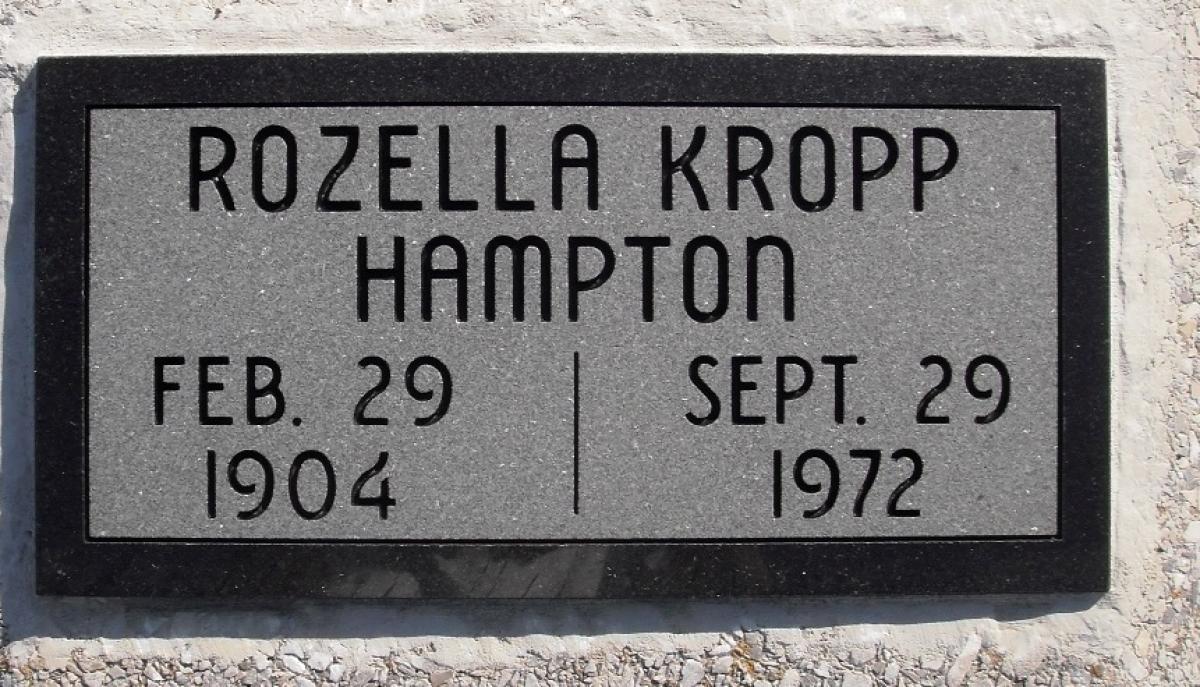 ROZELLA KROPP
HAMPTON
FEB. 29
1904
SEPT. 29
1972